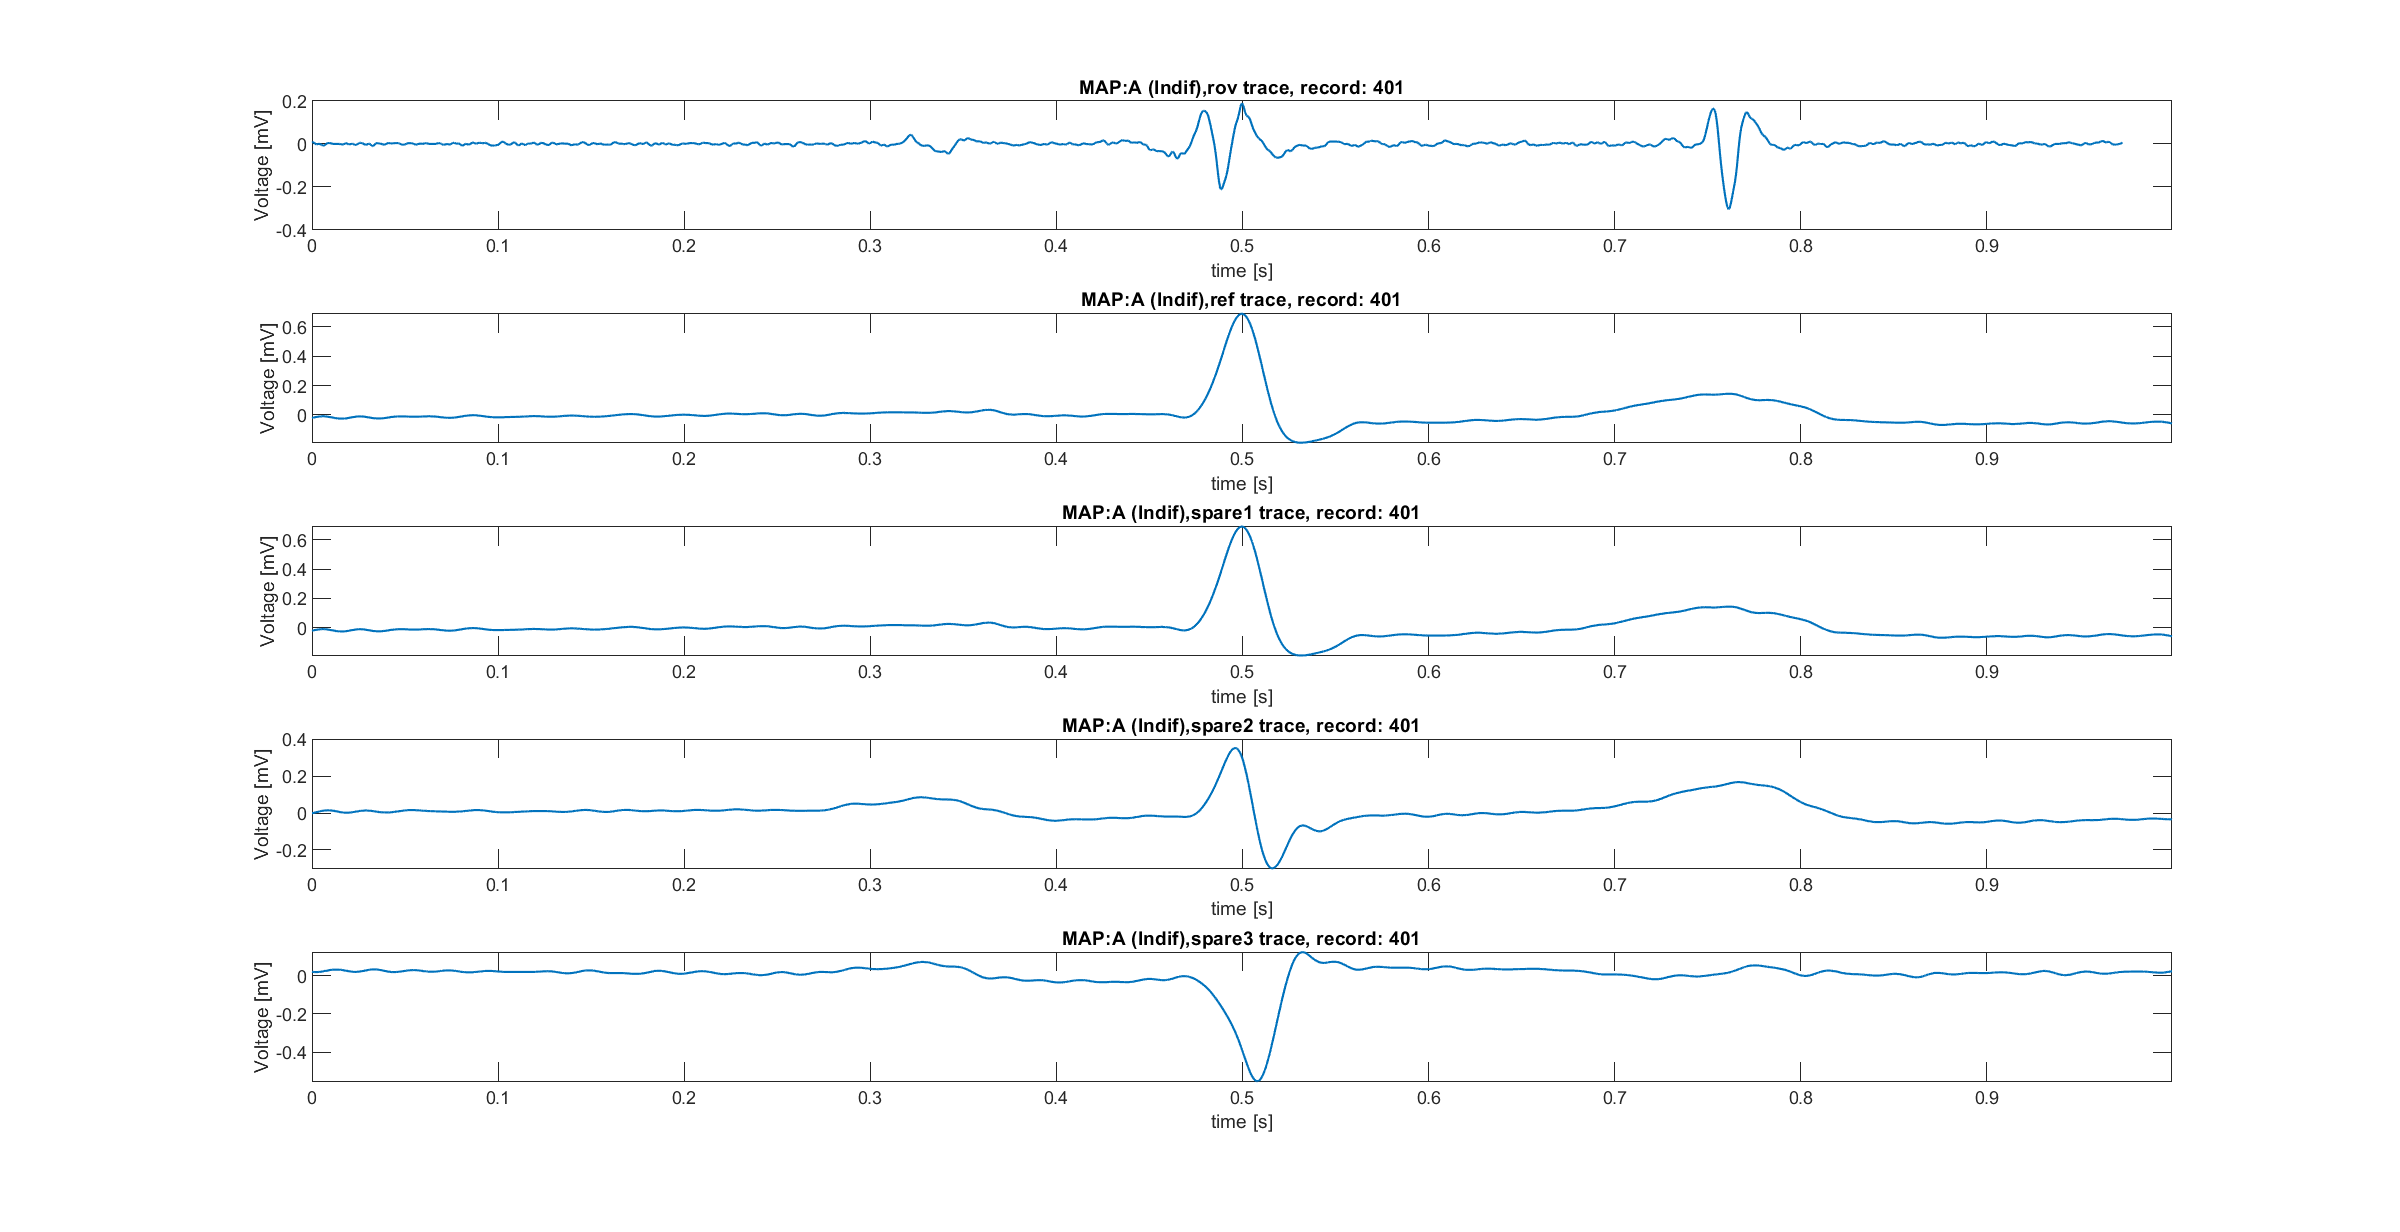 MAP:A (Indif),rov trace, record: 401
Voltage [mV]
0.2
0
-0.2
-0.4
0 0.1 0.2 0.3 0.4 0.5 0.6 0.7 0.8 0.9
time [s]
MAP:A (Indif),ref trace, record: 401
Voltage [mV]
0.6
0.4
0.2
0
0 0.1 0.2 0.3 0.4 0.5 0.6 0.7 0.8 0.9
time [s]
MAP:A (Indif),spare1 trace, record: 401
Voltage [mV]
0.6
0.4
0.2
0
0 0.1 0.2 0.3 0.4 0.5 0.6 0.7 0.8 0.9
time [s]
MAP:A (Indif),spare2 trace, record: 401
Voltage [mV]
0.4
0.2
0
-0.2
0 0.1 0.2 0.3 0.4 0.5 0.6 0.7 0.8 0.9
time [s]
MAP:A (Indif),spare3 trace, record: 401
Voltage [mV]
0
-0.2
-0.4
0 0.1 0.2 0.3 0.4 0.5 0.6 0.7 0.8 0.9
time [s]